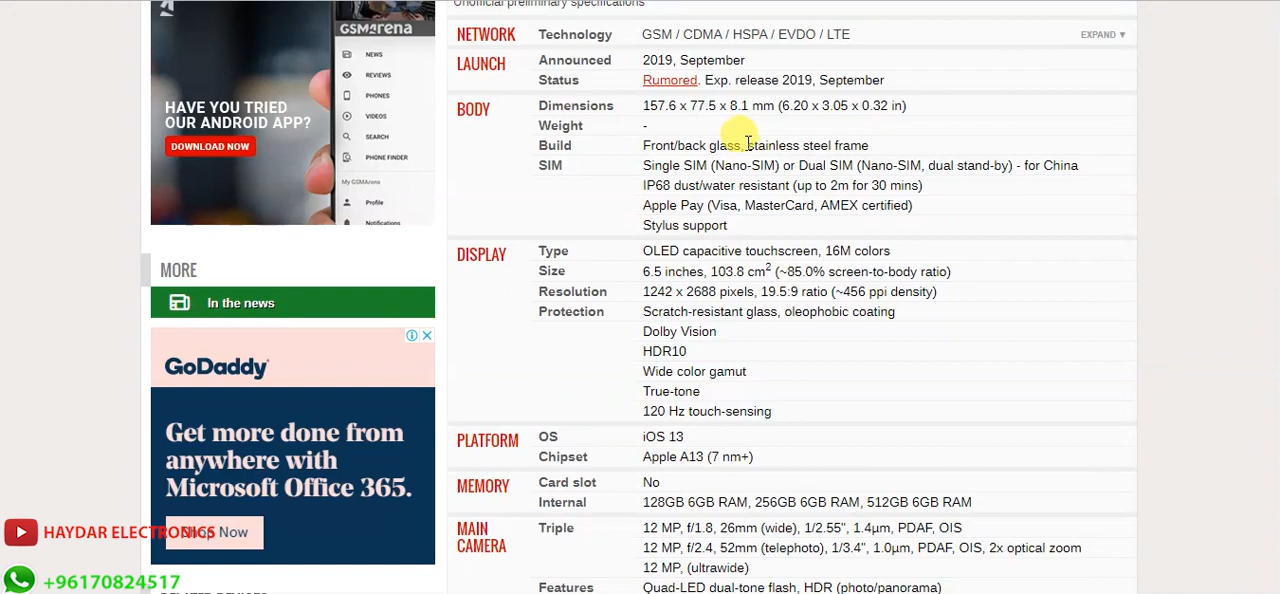 Unofficial preliminary specifications
GSMArena
NEWS
REVIEWS
PHONES
VIDEOS
SEARCH
PHONE FINDER
My GSMArena
Profile
Notifications
HAVE YOU TRIED
OUR ANDROID APP?
DOWNLOAD NOW
MORE
In the news
GoDaddy
Get more done from
anywhere with
Microsoft Office 365.
Shop Now
HAYDAR ELECTRONICS
+96170824517
NETWORK Technology GSM / CDMA / HSPA / EVDO / LTE EXPAND ▼
LAUNCH Announced 2019, September
Status Rumored. Exp. release 2019, September
BODY Dimensions 157.6 x 77.5 x 8.1 mm (6.20 x 3.05 x 0.32 in)
Weight -
Build Front/back glass, stainless steel frame
SIM Single SIM (Nano-SIM) or Dual SIM (Nano-SIM, dual stand-by) - for China
IP68 dust/water resistant (up to 2m for 30 mins)
Apple Pay (Visa, MasterCard, AMEX certified)
Stylus support
DISPLAY Type OLED capacitive touchscreen, 16M colors
Size 6.5 inches, 103.8 cm2 (~85.0% screen-to-body ratio)
Resolution 1242 x 2688 pixels, 19.5:9 ratio (~456 ppi density)
Protection Scratch-resistant glass, oleophobic coating
Dolby Vision
HDR10
Wide color gamut
True-tone
120 Hz touch-sensing
PLATFORM OS iOS 13
Chipset Apple A13 (7 nm+)
MEMORY Card slot No
Internal 128GB 6GB RAM, 256GB 6GB RAM, 512GB 6GB RAM
MAIN CAMERA Triple 12 MP, f/1.8, 26mm (wide), 1/2.55", 1.4µm, PDAF, OIS
12 MP, f/2.4, 52mm (telephoto), 1/3.4", 1.0µm, PDAF, OIS, 2x optical zoom
12 MP, (ultrawide)
Features Quad-LED dual-tone flash, HDR (photo/panorama)